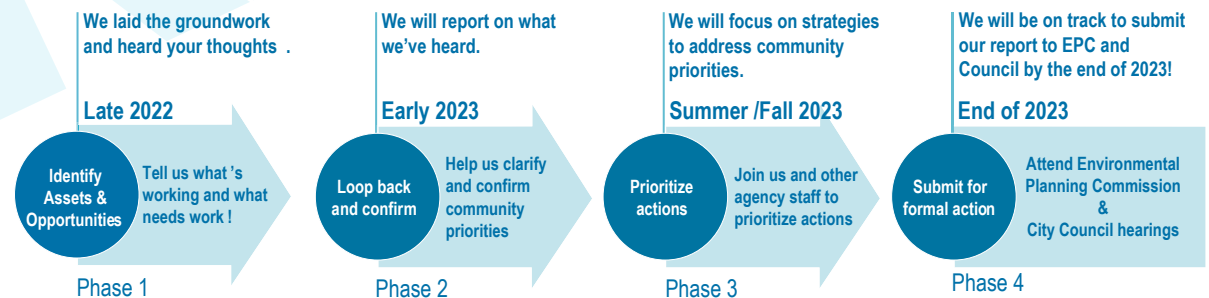 We laid the groundwork
and heard your thoughts .
Late 2022
Identify
Assets &
Opportunities
Tell us what 's
working and what
needs work !
Phase 1
We will report on what
we've heard.
Early 2023
Loop back
and confirm
Help us clarify
and confirm
community
priorities
Phase 2
We will focus on strategies
to address community
priorities.
Summer /Fall 2023
Prioritize
actions
Join us and other
agency staff to
prioritize actions
Phase 3
We will be on track to submit
our report to EPC and
Council by the end of 2023!
End of 2023
Submit for
formal action
Attend Environmental
Planning Commission
&
City Council hearings
Phase 4